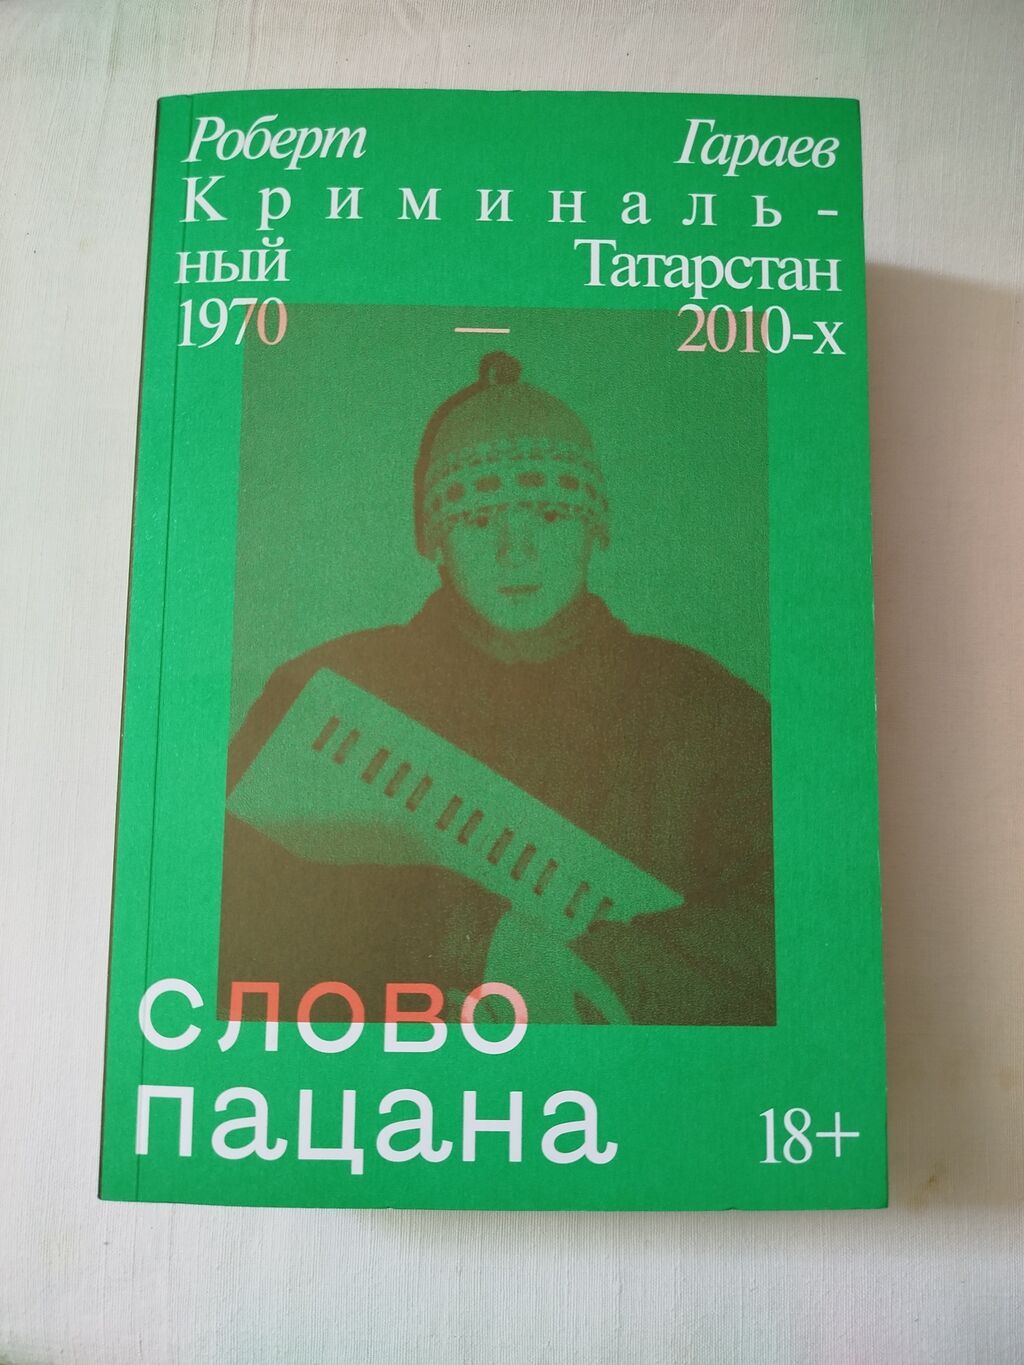 Роберт Гараев
Криминаль-
ный Татарстан
1970 — 2010-х
слово
пацана
18+